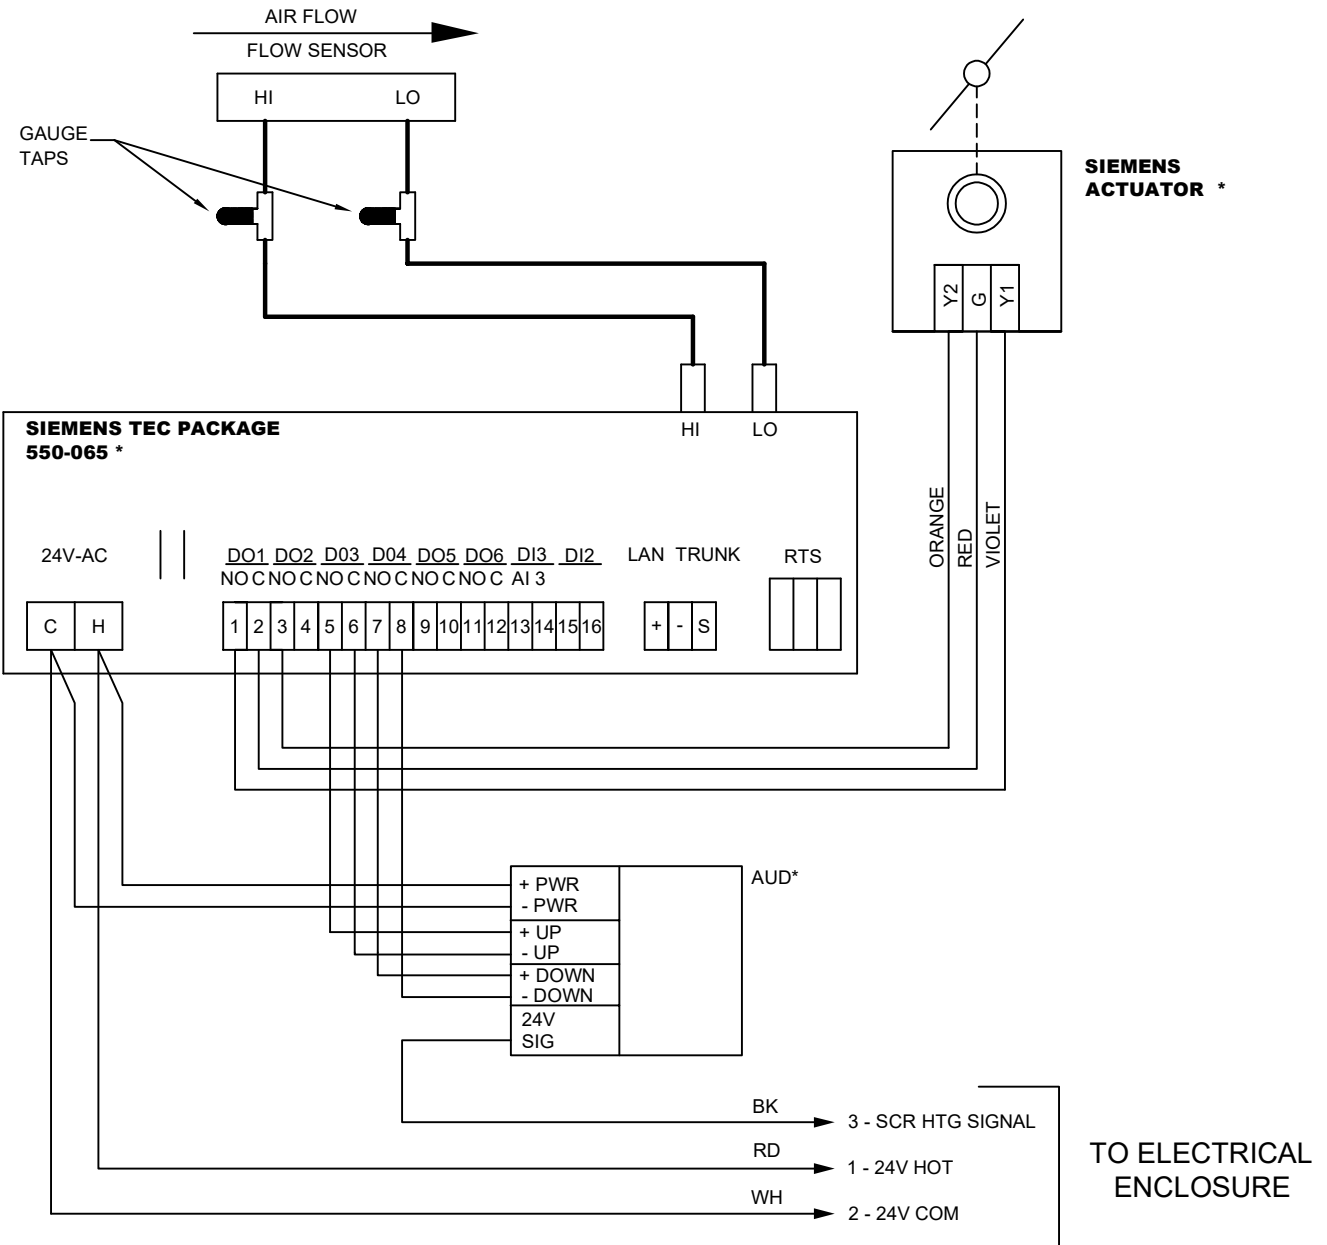 AIR FLOW
FLOW SENSOR
HI LO
GAUGE
TAPS
SIEMENS
ACTUATOR *
Y2 G Y1
SIEMENS TEC PACKAGE
550-065 *
HI LO
ORANGE
RED
VIOLET
24V-AC
DO1 DO2 D03 D04 DO5 DO6 DI3 DI2
LAN TRUNK
RTS
NO C NO C NO C NO C NO C NO C AI 3
C H
1 2 3 4 5 6 7 8 9 10 11 12 13 14 15 16
+ - S
AUD*
+ PWR
- PWR
+ UP
- UP
+ DOWN
- DOWN
24V
SIG
BK
3 - SCR HTG SIGNAL
RD
1 - 24V HOT
WH
2 - 24V COM
TO ELECTRICAL
ENCLOSURE